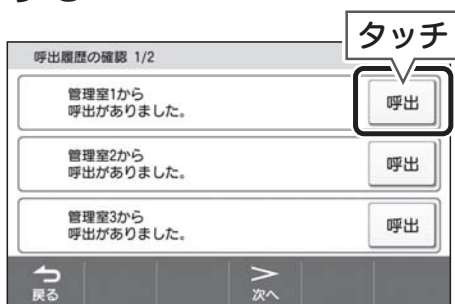 タッチ
呼出履歴の確認 1/2
管理室1から
呼出がありました。
呼出
管理室2から
呼出がありました。
呼出
管理室3から
呼出がありました。
呼出
戻る
次へ